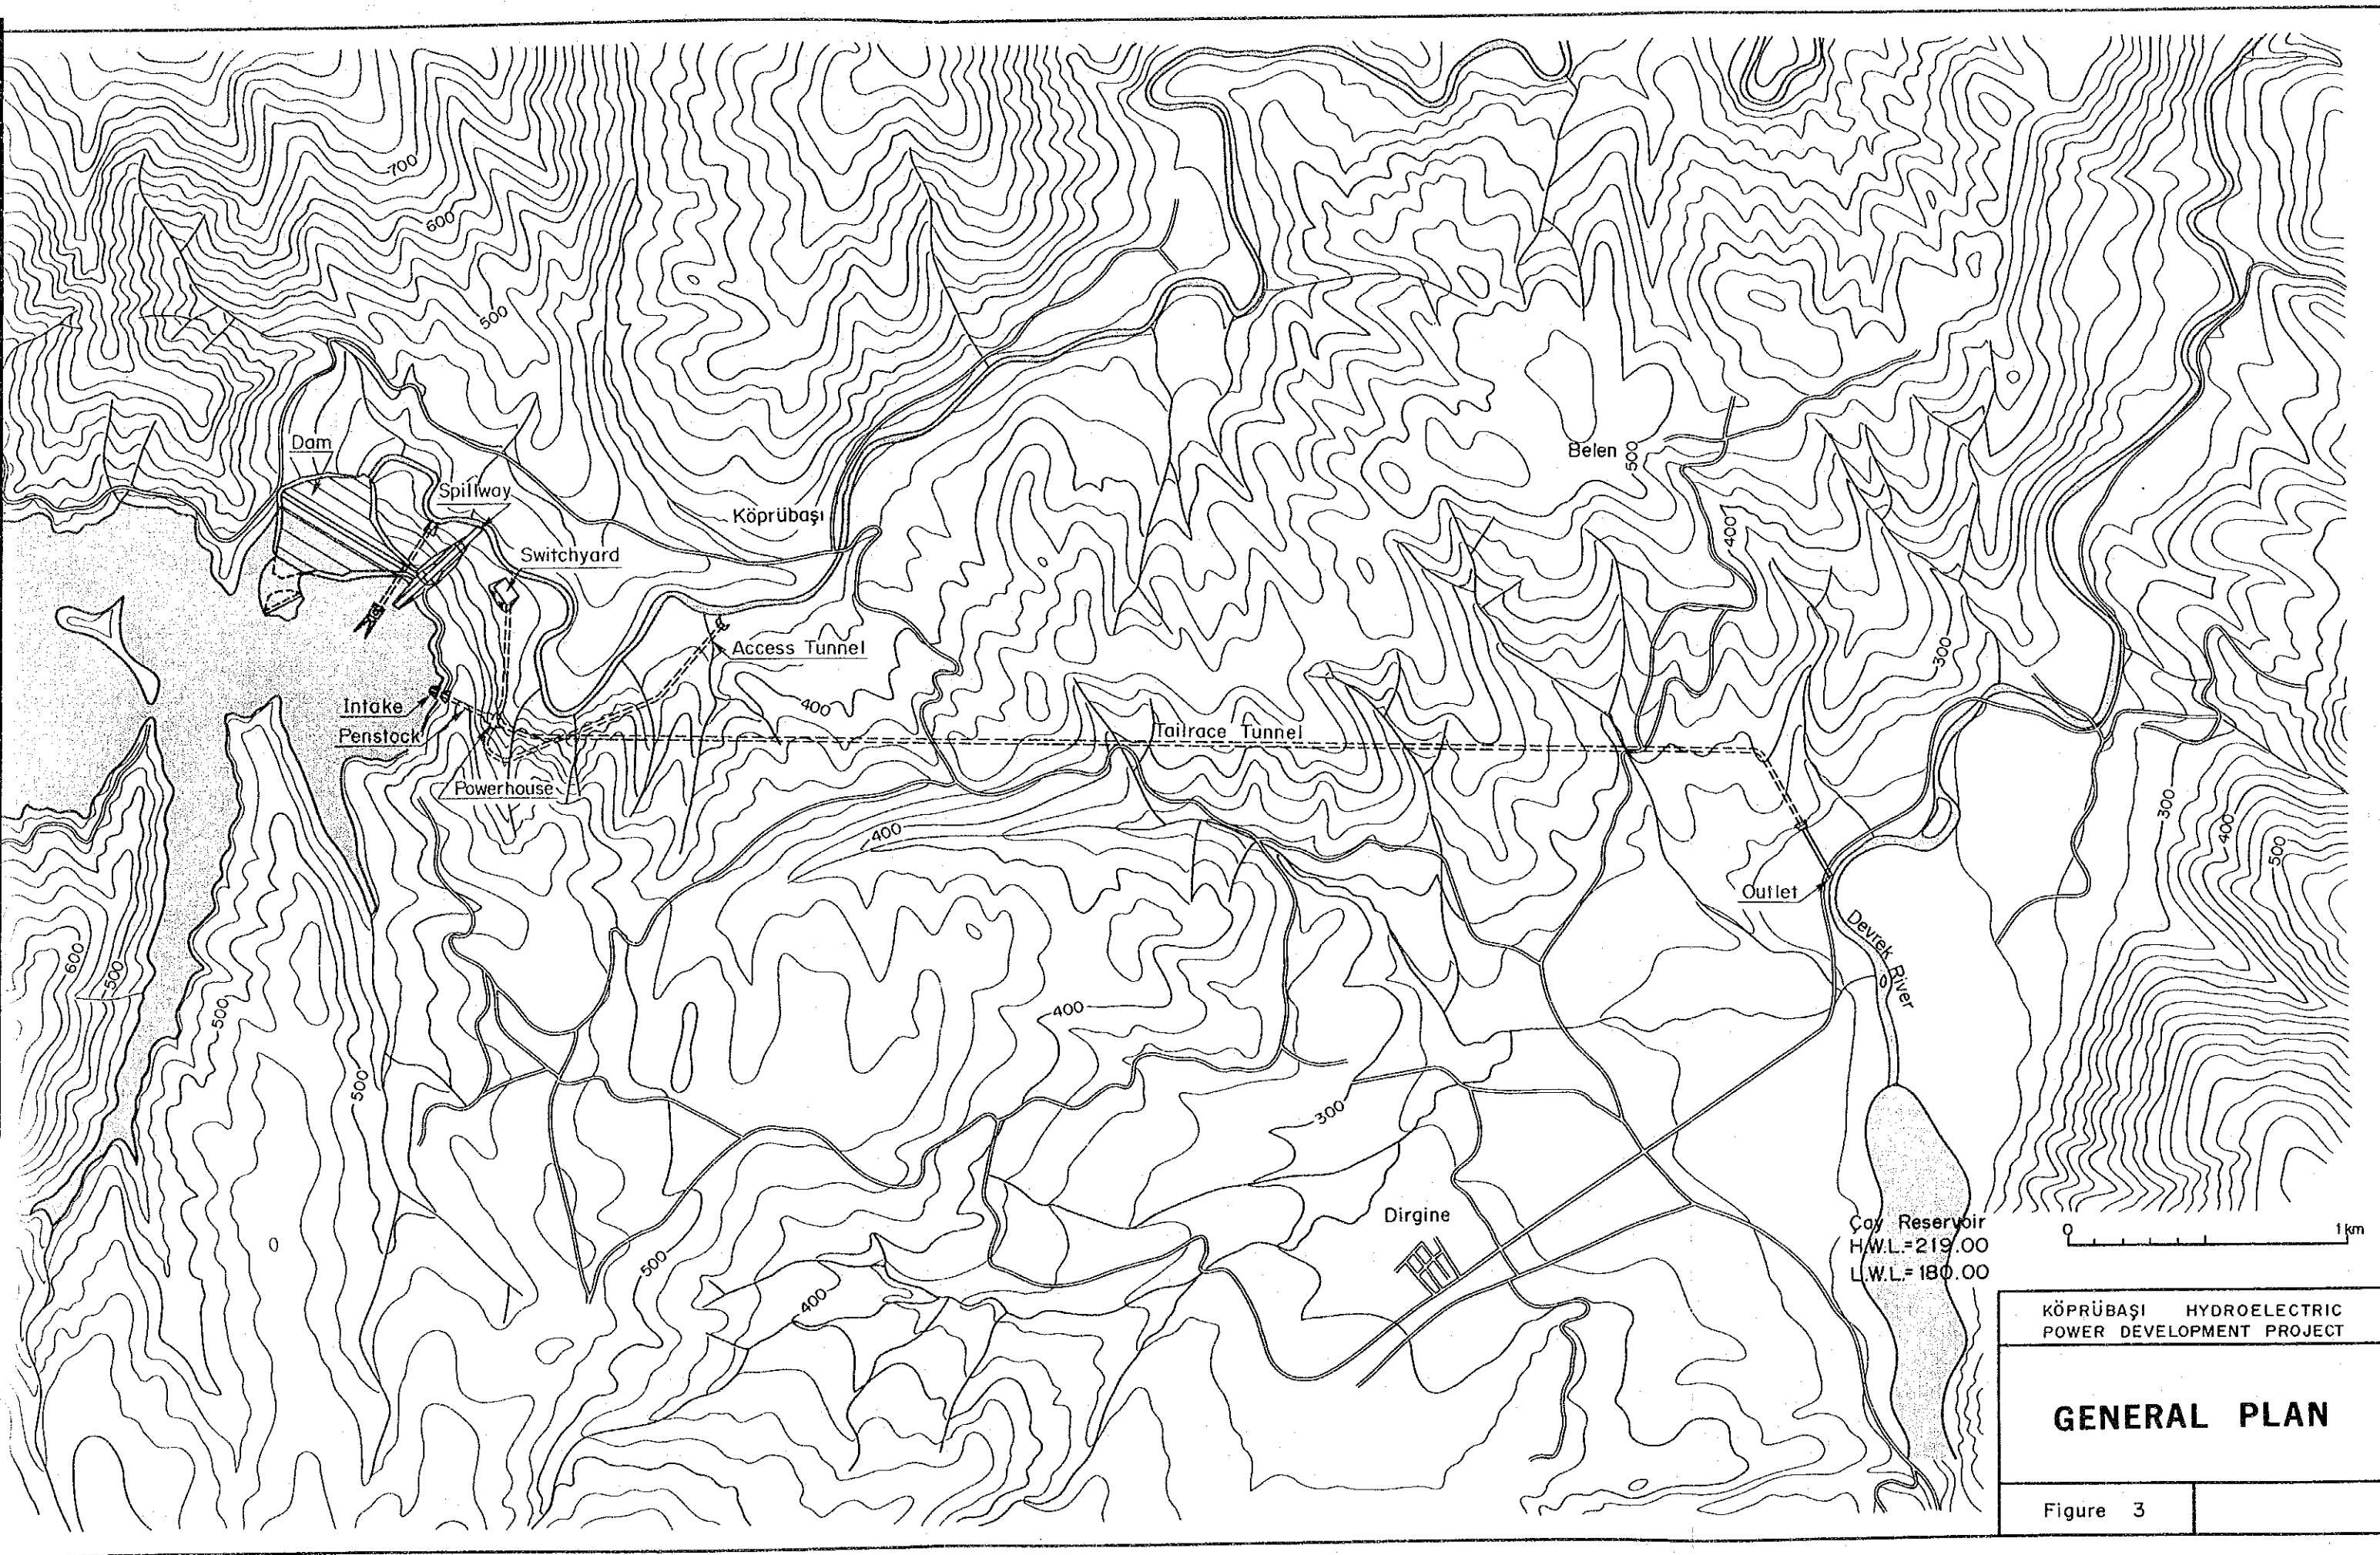 700
600
500
Dam
Spillway
Köprübaşı
Switchyard
Belen
500
400
Access Tunnel
300
Intake
400
Penstock
Tailrace Tunnel
Powerhouse
400
300
400
500
Outlet
Devrek River
600
500
500
400
500
300
Dirgine
Çay Reservoir
H.W.L.=219.00
L.W.L.=180.00
0 1km
500
400
KÖPRÜBAŞI HYDROELECTRIC
POWER DEVELOPMENT PROJECT
GENERAL PLAN
Figure 3